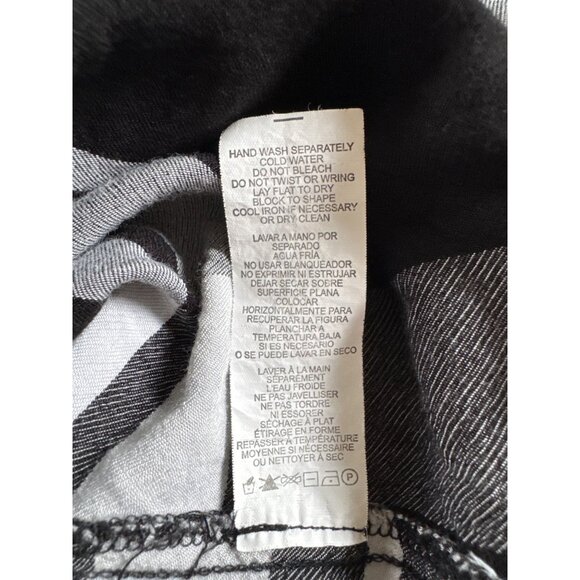 HAND WASH SEPARATELY
COLD WATER
DO NOT BLEACH
DO NOT TWIST OR WRING
LAY FLAT TO DRY
BLOCK TO SHAPE
COOL IRON IF NECESSARY
OR DRY CLEAN
LAVAR A MANO POR
SEPARADO
AGUA FRÍA
NO USAR BLANQUEADOR
NO EXPRIMIR NI ESTRUJAR
DEJAR SECAR SOBRE
SUPERFICIE PLANA
COLOCAR
HORIZONTALMENTE PARA
RECUPERAR LA FIGURA
PLANCHAR A
TEMPERATURA BAJA
SI ES NECESARIO
O SE PUEDE LAVAR EN SECO
LAVER À LA MAIN
SÉPARÉMENT
L'EAU FROIDE
NE PAS JAVELLISER
NE PAS TORDRE
NI ESSORER
SÉCHAGE À PLAT
ÉTIRAGE EN FORME
REPASSER À TEMPÉRATURE
MOYENNE SI NÉCESSAIRE
OU NETTOYER À SEC
P